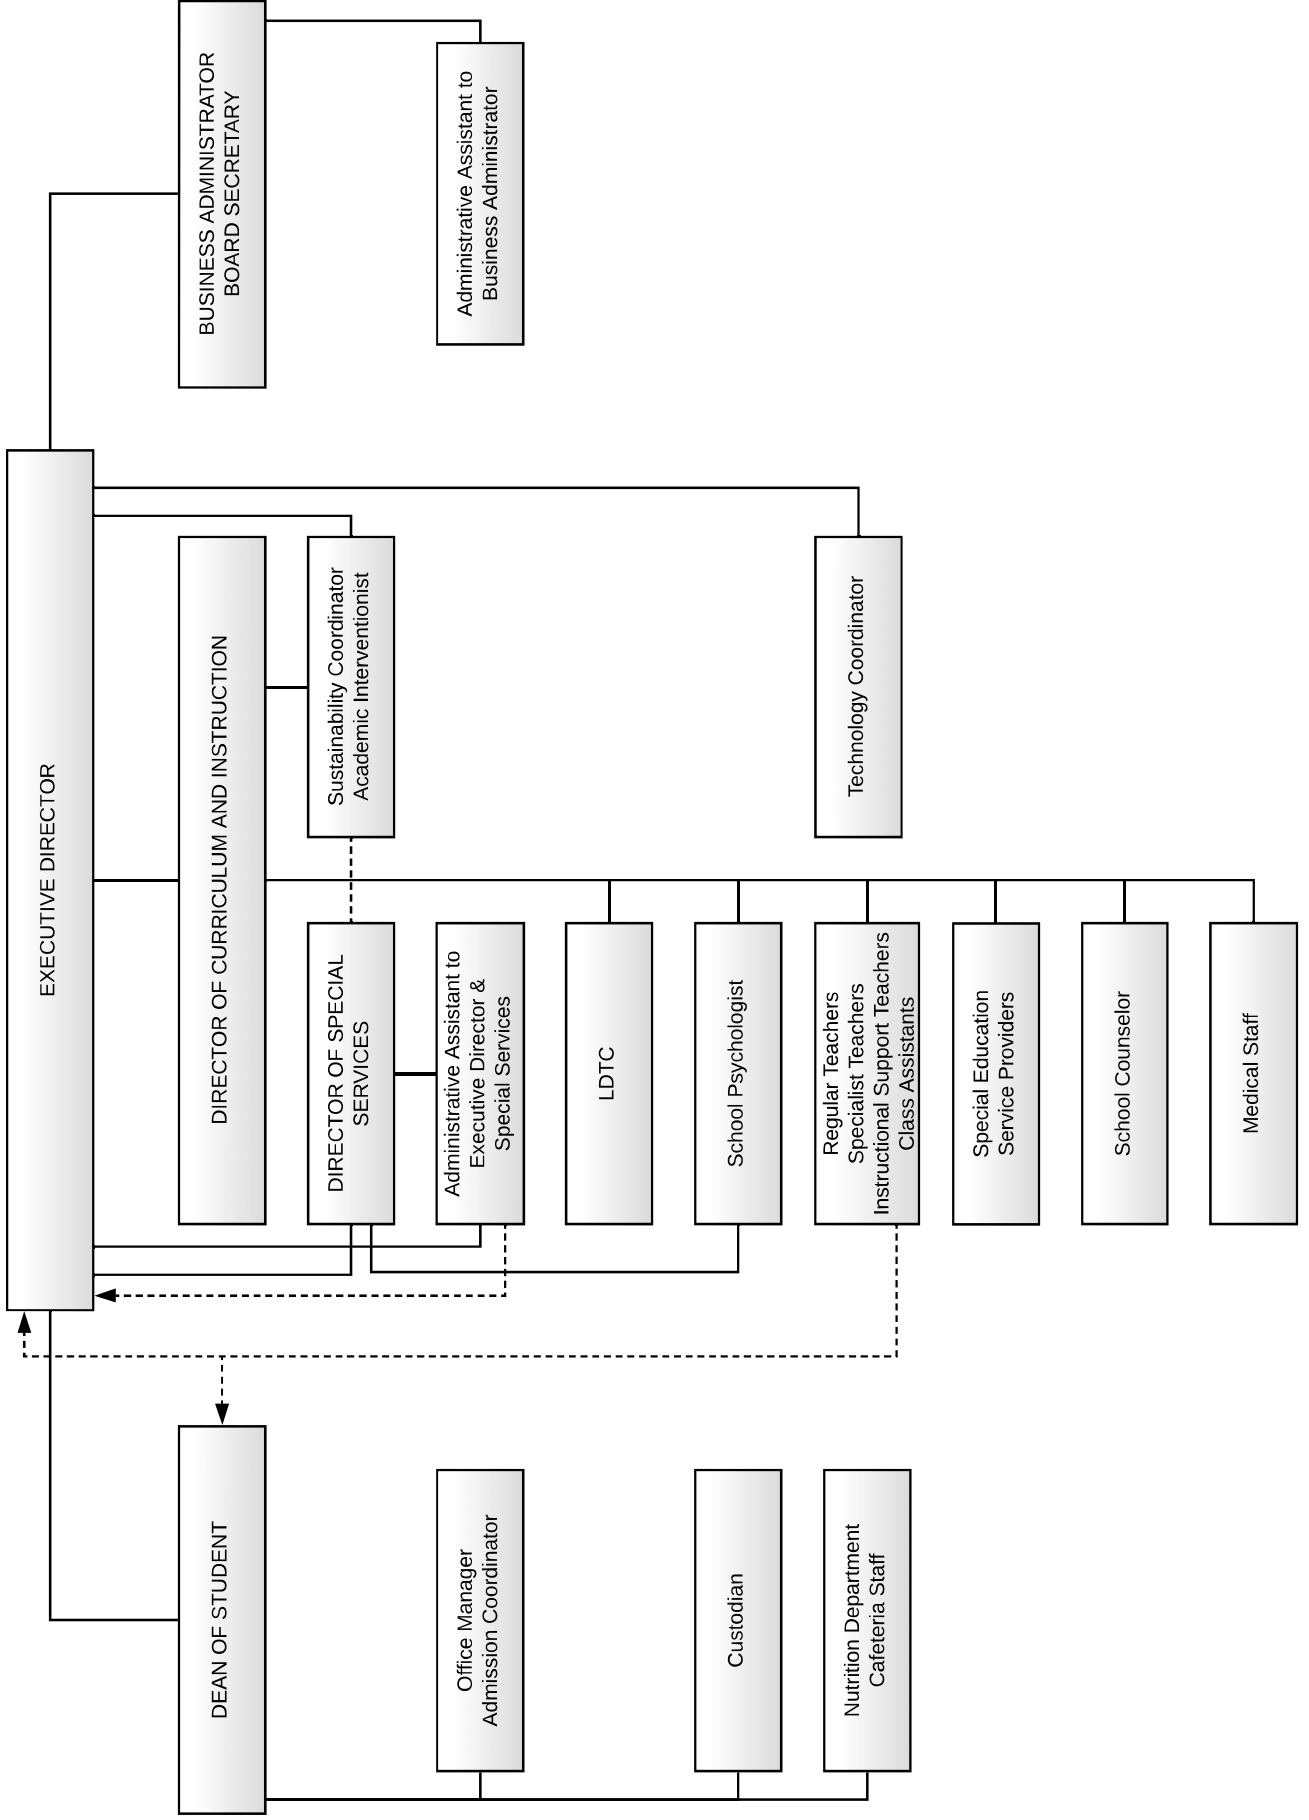 EXECUTIVE DIRECTOR
DEAN OF STUDENT
DIRECTOR OF CURRICULUM AND INSTRUCTION
BUSINESS ADMINISTRATOR
BOARD SECRETARY
DIRECTOR OF SPECIAL
SERVICES
Sustainability Coordinator
Academic Interventionist
Office Manager
Admission Coordinator
Administrative Assistant to
Executive Director &
Special Services
Administrative Assistant to
Business Administrator
LDTC
Custodian
School Psychologist
Nutrition Department
Cafeteria Staff
Regular Teachers
Specialist Teachers
Instructional Support Teachers
Class Assistants
Technology Coordinator
Special Education
Service Providers
School Counselor
Medical Staff